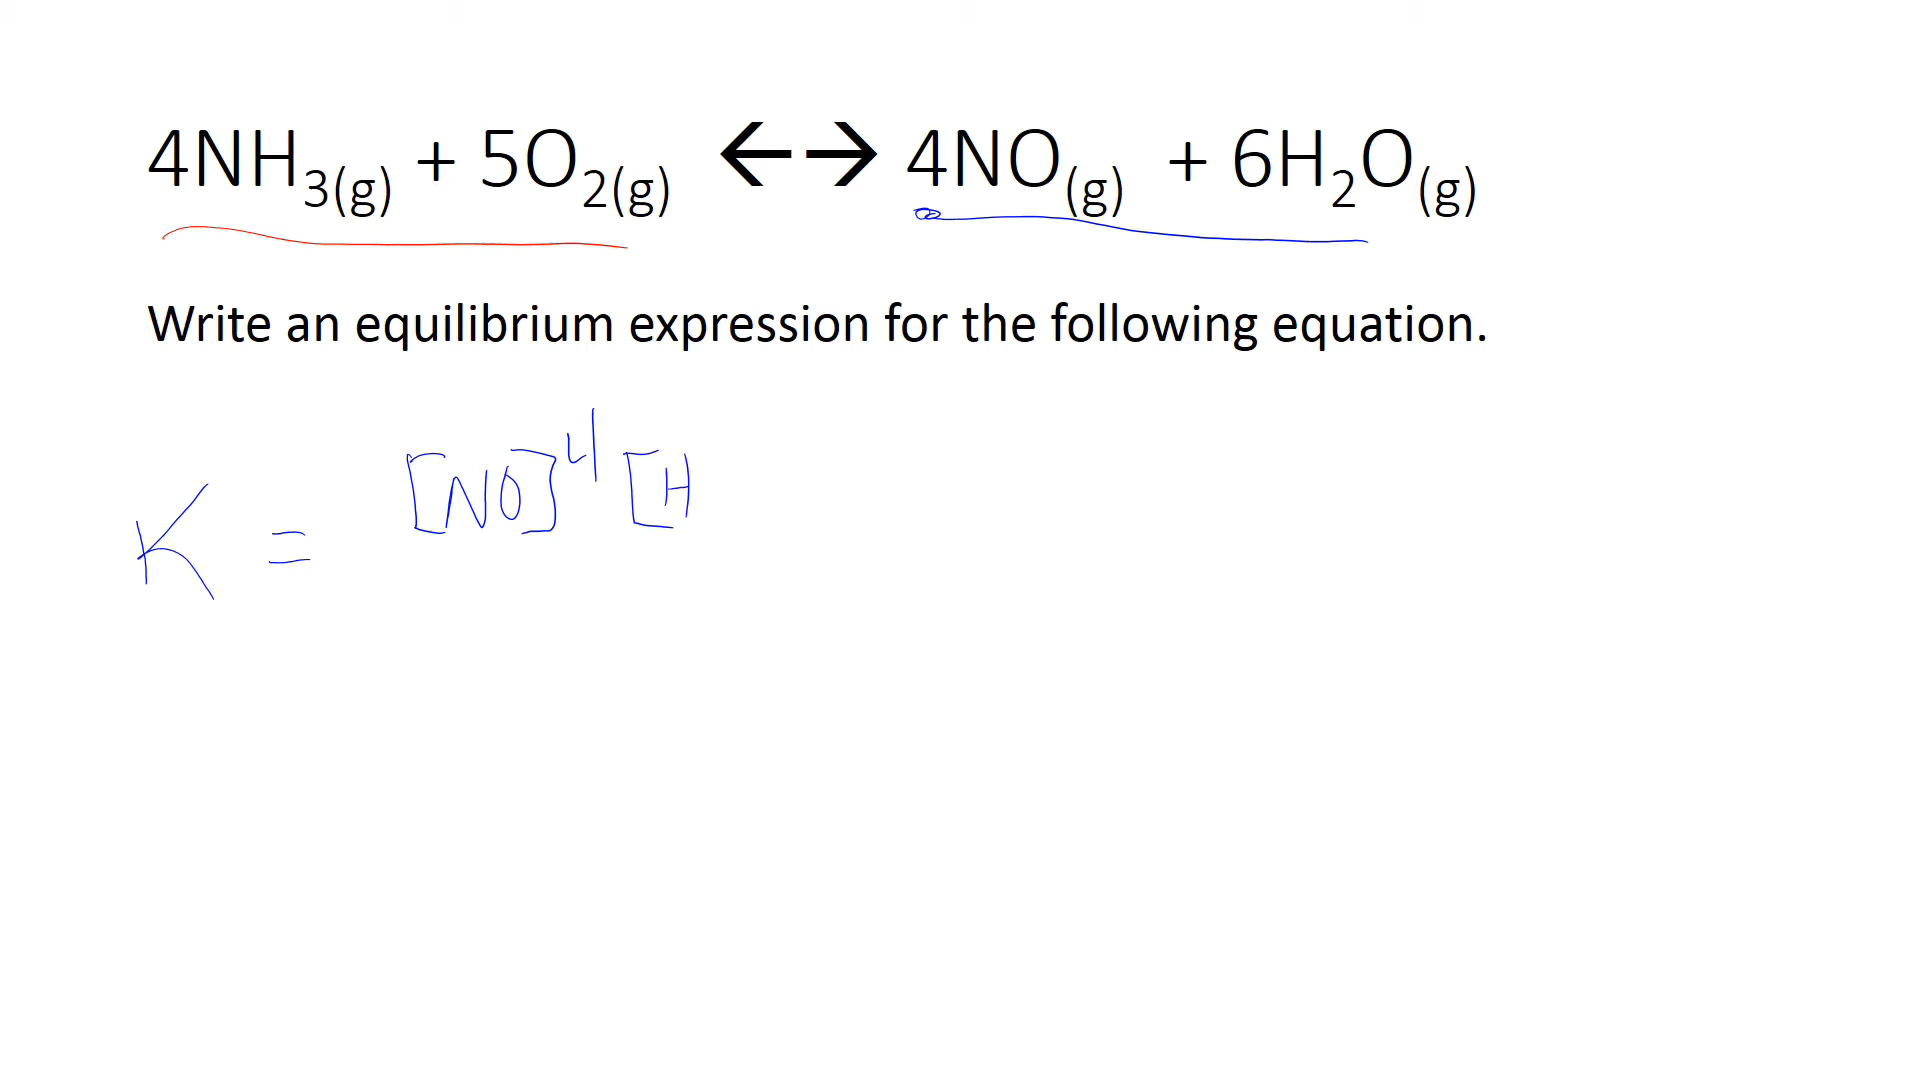 4NH₃(g) + 5O₂(g) ←→ 4NO(g) + 6H₂O(g)
Write an equilibrium expression for the following equation.
K = [NO]⁴ [H